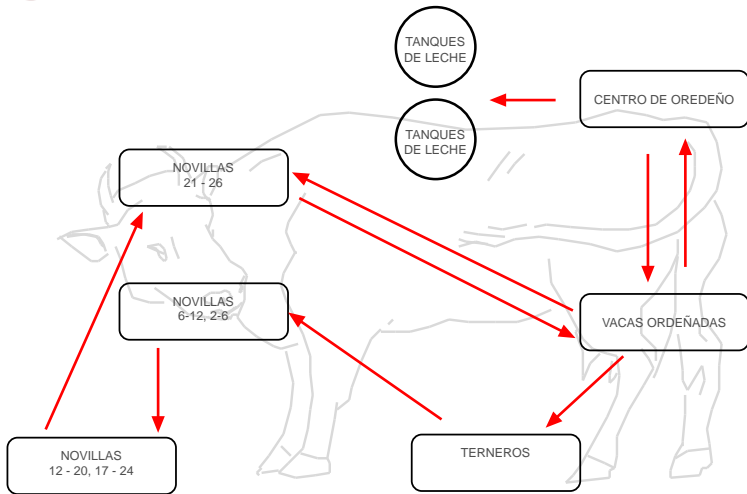 TANQUES
DE LECHE
CENTRO DE OREDEÑO
TANQUES
DE LECHE
NOVILLAS
21 - 26
NOVILLAS
6-12, 2-6
VACAS ORDEÑADAS
NOVILLAS
12 - 20, 17 - 24
TERNEROS